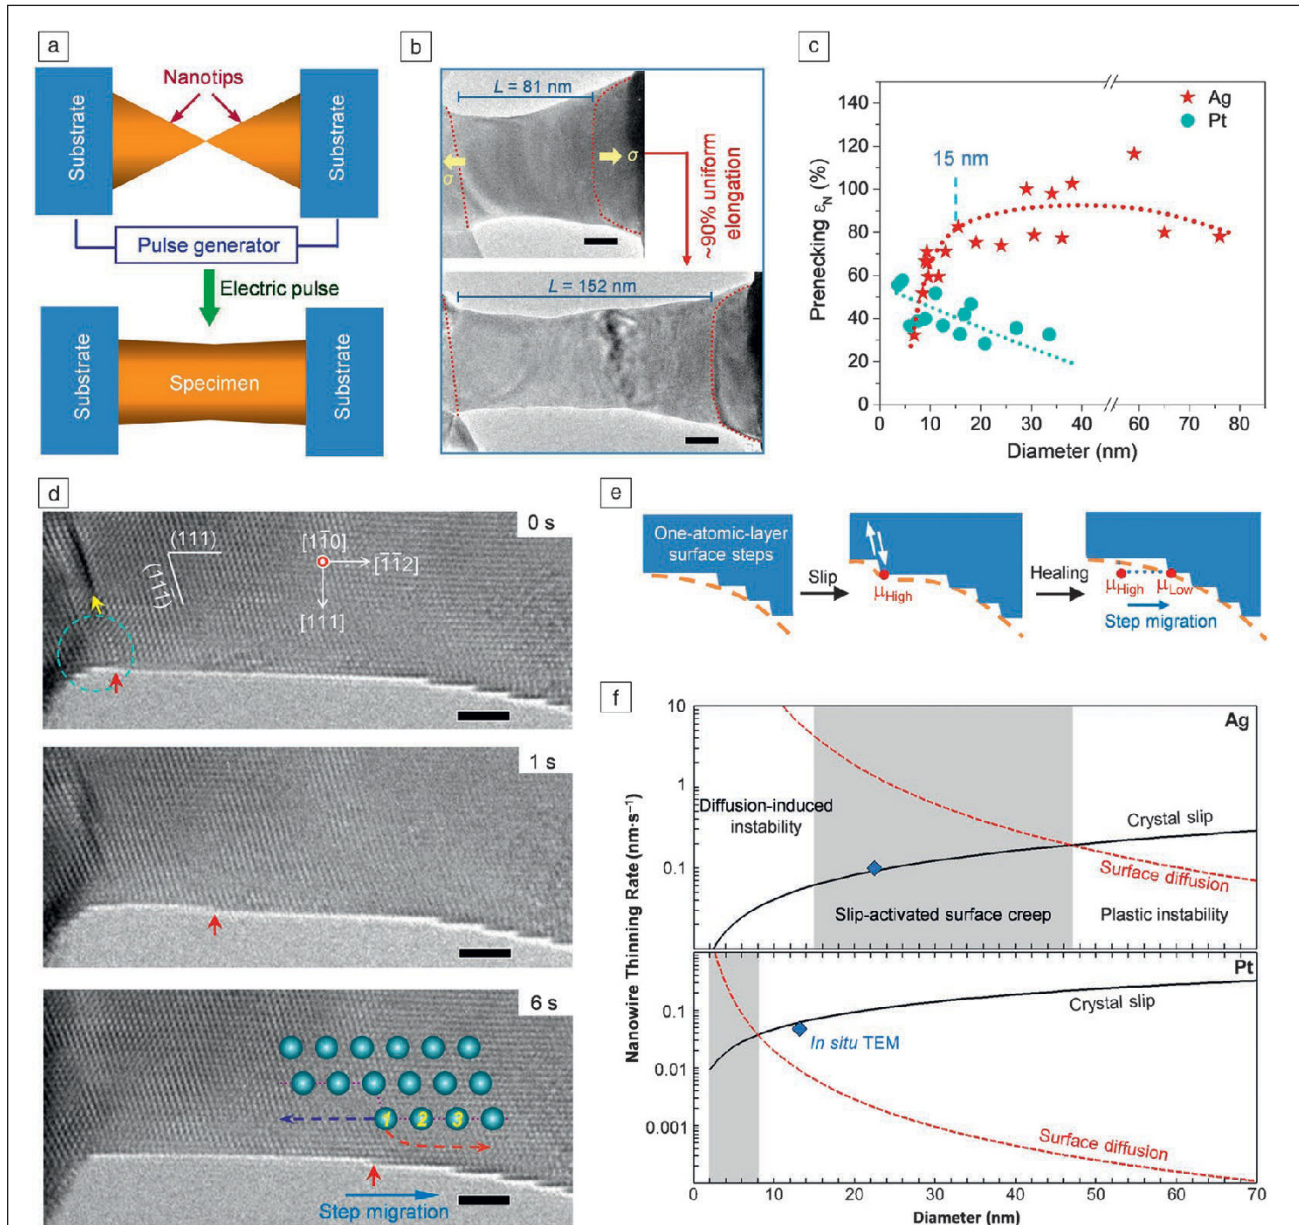 a
Nanotips
Substrate
Substrate
Pulse generator
Electric pulse
Substrate
Specimen
Substrate
b
L = 81 nm
σ
σ
~90% uniform
elongation
L = 152 nm
c
Prenecking εN (%)
140
120
100
80
60
40
20
0
Ag
Pt
15 nm
0 10 20 30 40 50 60 70 80
Diameter (nm)
d
0 s
(111)
(111̄)
[11̄0]
[1̄1̄2]
[111]
1 s
6 s
1 2 3
Step migration
e
One-atomic-layer
surface steps
Slip
μHigh
Healing
μHigh
μLow
Step migration
f
Nanowire Thinning Rate (nm·s⁻¹)
10
1
0.1
Ag
Diffusion-induced
instability
Crystal slip
Surface diffusion
Slip-activated surface creep
Plastic instability
0.1
0.01
0.001
Pt
Crystal slip
In situ TEM
Surface diffusion
0 10 20 30 40 50 60 70
Diameter (nm)